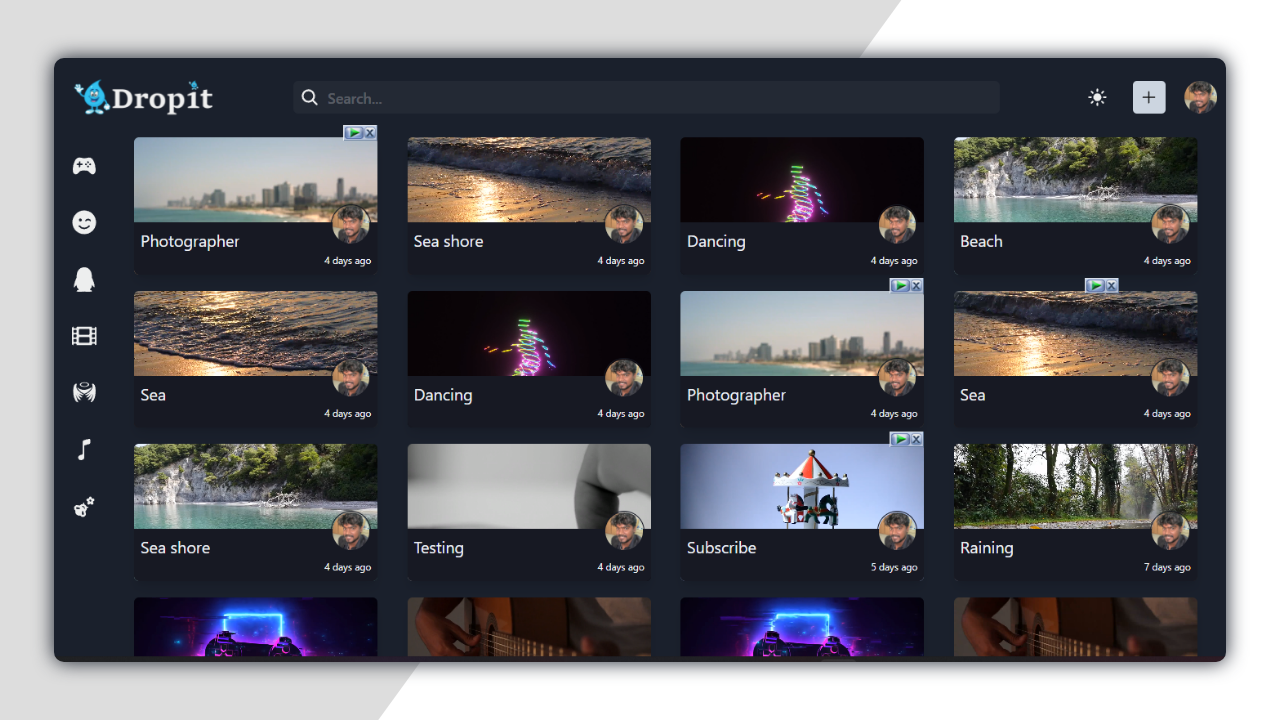 Dropit
Search...
Photographer
4 days ago
Sea shore
4 days ago
Dancing
4 days ago
Beach
4 days ago
Sea
4 days ago
Dancing
4 days ago
Photographer
4 days ago
Sea
4 days ago
Sea shore
4 days ago
Testing
4 days ago
Subscribe
5 days ago
Raining
7 days ago